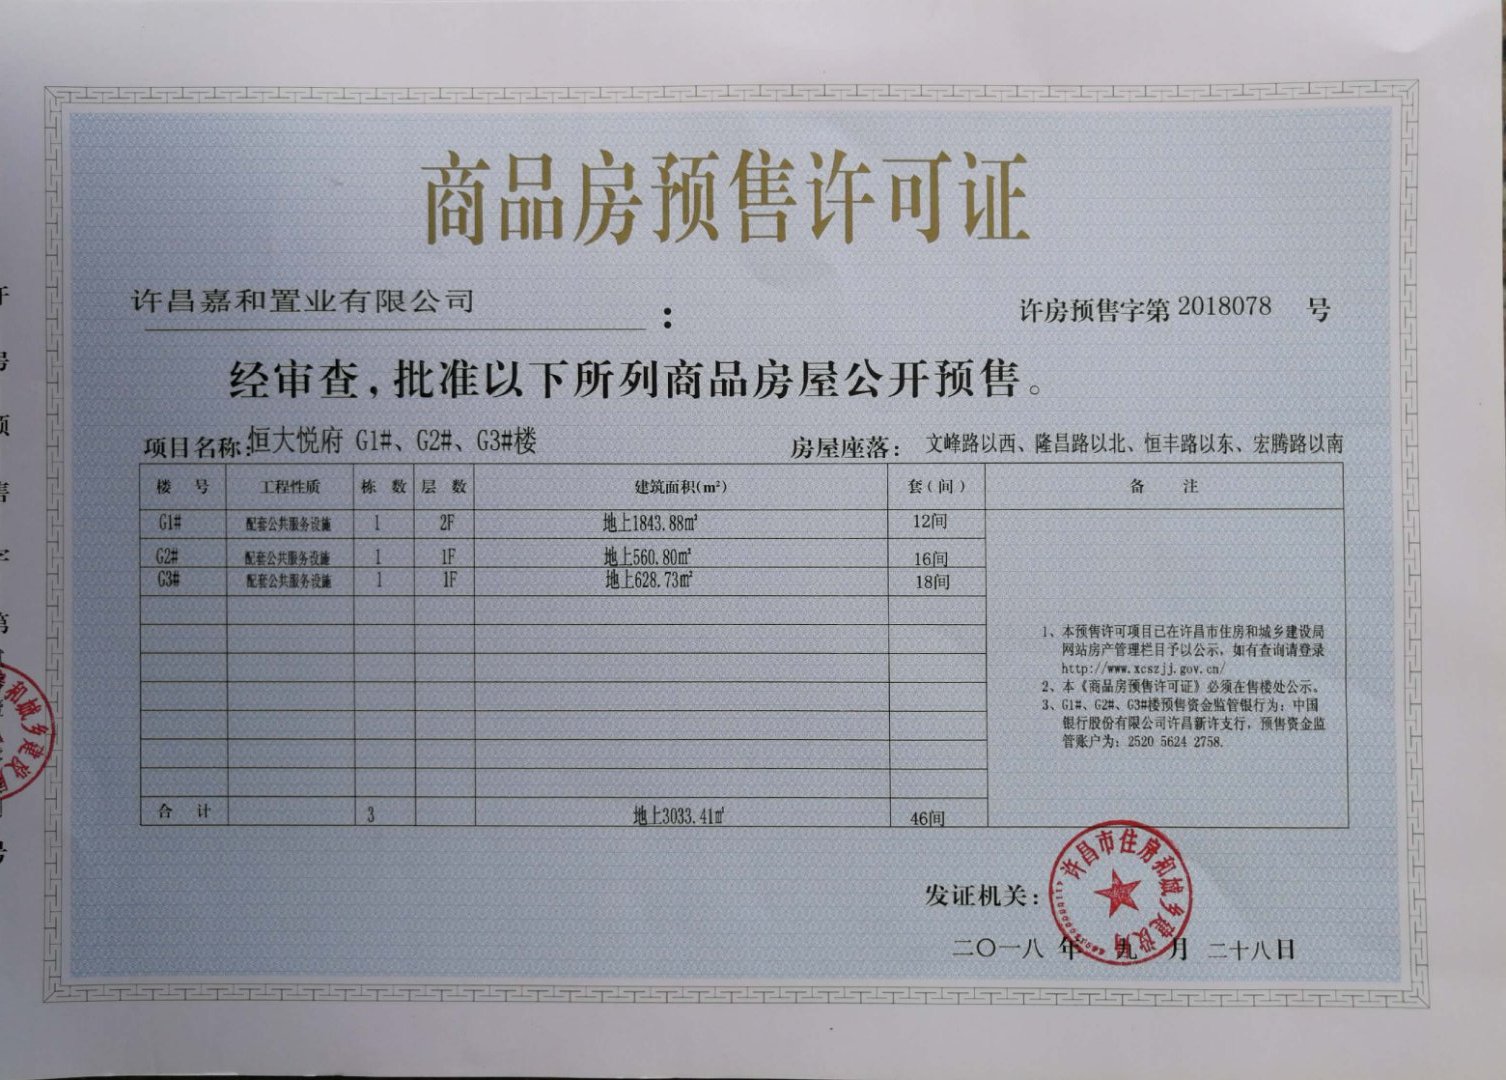 商品房预售许可证
许昌嘉和置业有限公司：
许房预售字第 2018078 号
经审查,批准以下所列商品房屋公开预售。
项目名称:恒大悦府 G1#、G2#、G3#楼
房屋座落：文峰路以西、隆昌路以北、恒丰路以东、宏腾路以南
楼号 工程性质 栋数 层数 建筑面积(m²) 套(间) 备注
G1# 配套公共服务设施 1 2F 地上1843.88㎡ 12间
G2# 配套公共服务设施 1 1F 地上560.80㎡ 16间
G3# 配套公共服务设施 1 1F 地上628.73㎡ 18间
1、本预售许可项目已在许昌市住房和城乡建设局
网站房产管理栏目予以公示，如有查询请登录
http://www.xcszjj.gov.cn/
2、本《商品房预售许可证》必须在售楼处公示。
3、G1#、G2#、G3#楼预售资金监管银行为：中国
银行股份有限公司许昌新许支行，预售资金监
管账户为：2520 5624 2758.
合计 3 地上3033.41㎡ 46间
发证机关：
许昌市住房和城乡建设局
二〇一八年九月二十八日
房
预
售
字
第
号
和城乡建设局